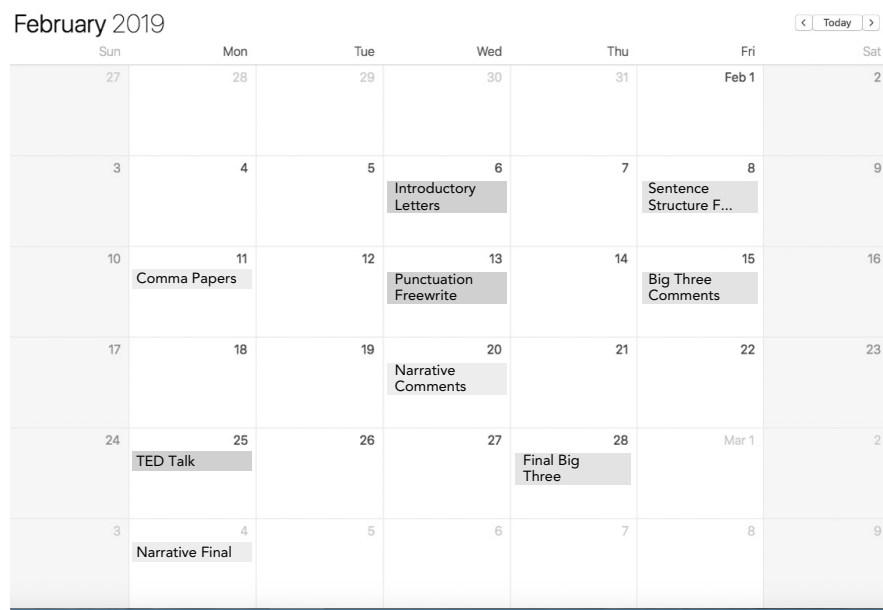 February 2019
< Today >
Sun Mon Tue Wed Thu Fri Sat
27 28 29 30 31 Feb 1 2
3 4 5 6 7 8 9
Introductory Sentence
Letters Structure F...
10 11 12 13 14 15 16
Comma Papers Punctuation Big Three
Freewrite Comments
17 18 19 20 21 22 23
Narrative
Comments
24 25 26 27 28 Mar 1 2
TED Talk Final Big
Three
3 4 5 6 7 8 9
Narrative Final